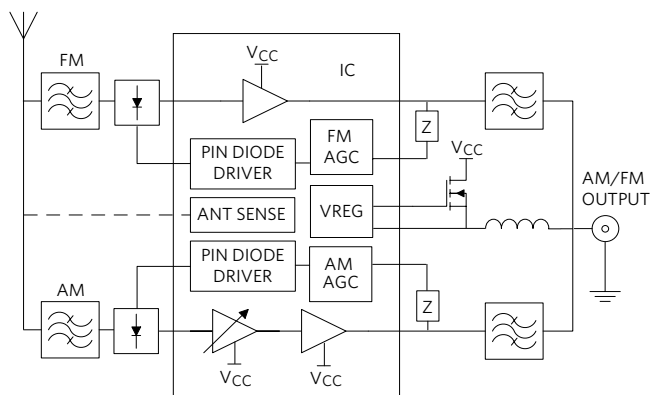 VCC
FM
IC
FM
AGC
Z
PIN DIODE
DRIVER
VCC
AM/FM
OUTPUT
ANT SENSE
VREG
PIN DIODE
DRIVER
AM
AGC
AM
Z
VCC
VCC